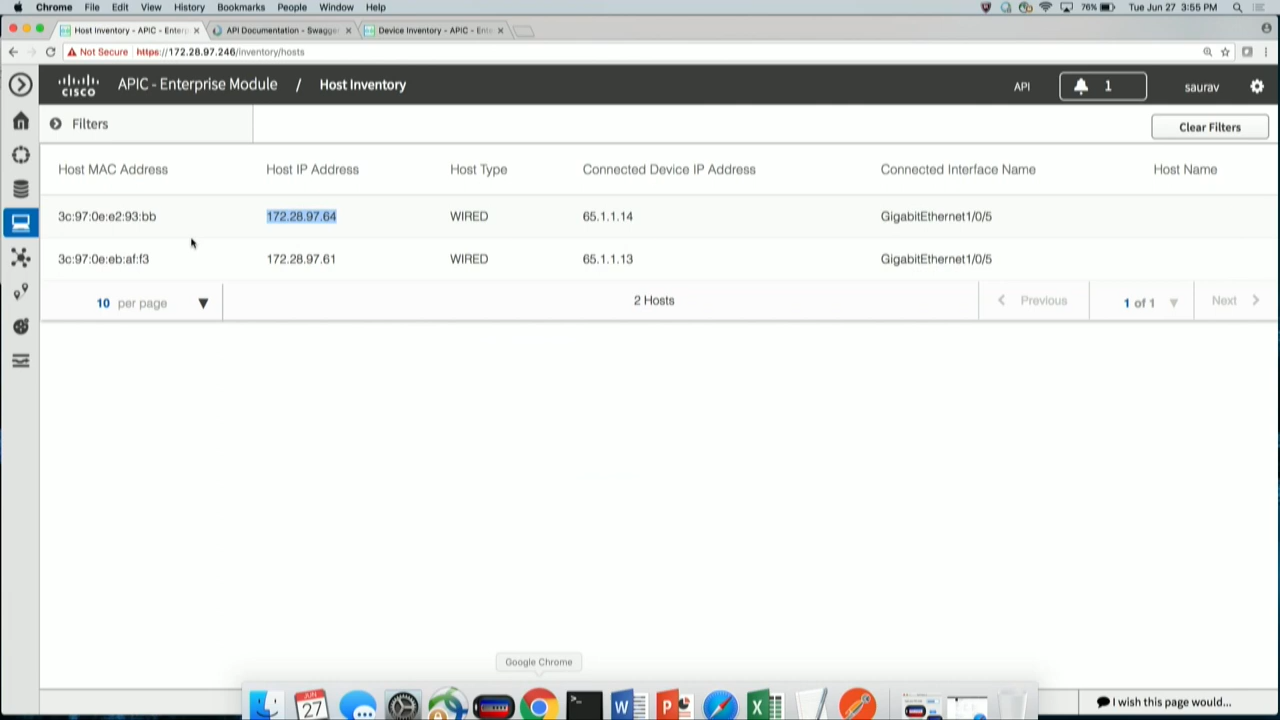 Chrome File Edit View History Bookmarks People Window Help 76% Tue Jun 27 3:55 PM
Host Inventory - APIC - Enterp API Documentation - Swagge Device Inventory - APIC - Ente
Not Secure https://172.28.97.246/inventory/hosts
CISCO APIC - Enterprise Module / Host Inventory API 1 saurav
Filters Clear Filters
Host MAC Address Host IP Address Host Type Connected Device IP Address Connected Interface Name Host Name
3c:97:0e:e2:93:bb 172.28.97.64 WIRED 65.1.1.14 GigabitEthernet1/0/5
3c:97:0e:eb:af:f3 172.28.97.61 WIRED 65.1.1.13 GigabitEthernet1/0/5
10 per page 2 Hosts Previous 1 of 1 Next
Google Chrome
JUN
27 W P X
I wish this page would...